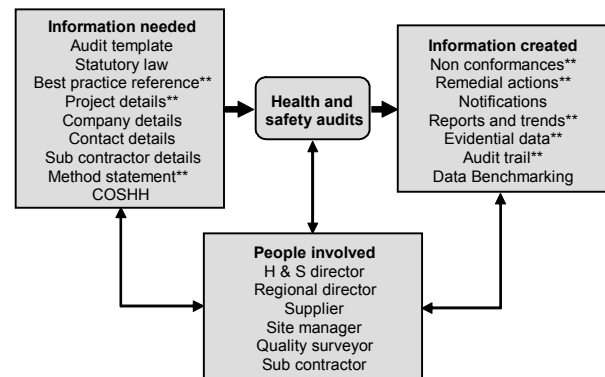 Information needed
Audit template
Statutory law
Best practice reference**
Project details**
Company details
Contact details
Sub contractor details
Method statement**
COSHH
Health and
safety audits
Information created
Non conformances**
Remedial actions**
Notifications
Reports and trends**
Evidential data**
Audit trail**
Data Benchmarking
People involved
H & S director
Regional director
Supplier
Site manager
Quality surveyor
Sub contractor